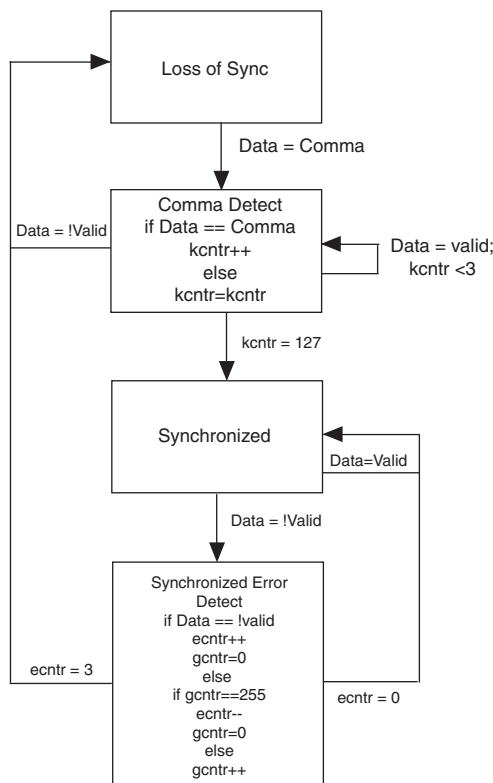 Loss of Sync
Data = Comma
Comma Detect
if Data == Comma
kcntr++
else
kcntr=kcntr
Data = !Valid
Data = valid;
kcntr <3
kcntr = 127
Synchronized
Data=Valid
Data = !Valid
Synchronized Error
Detect
if Data == !valid
ecntr++
gcntr=0
else
if gcntr==255
ecntr--
gcntr=0
else
gcntr++
ecntr = 3
ecntr = 0